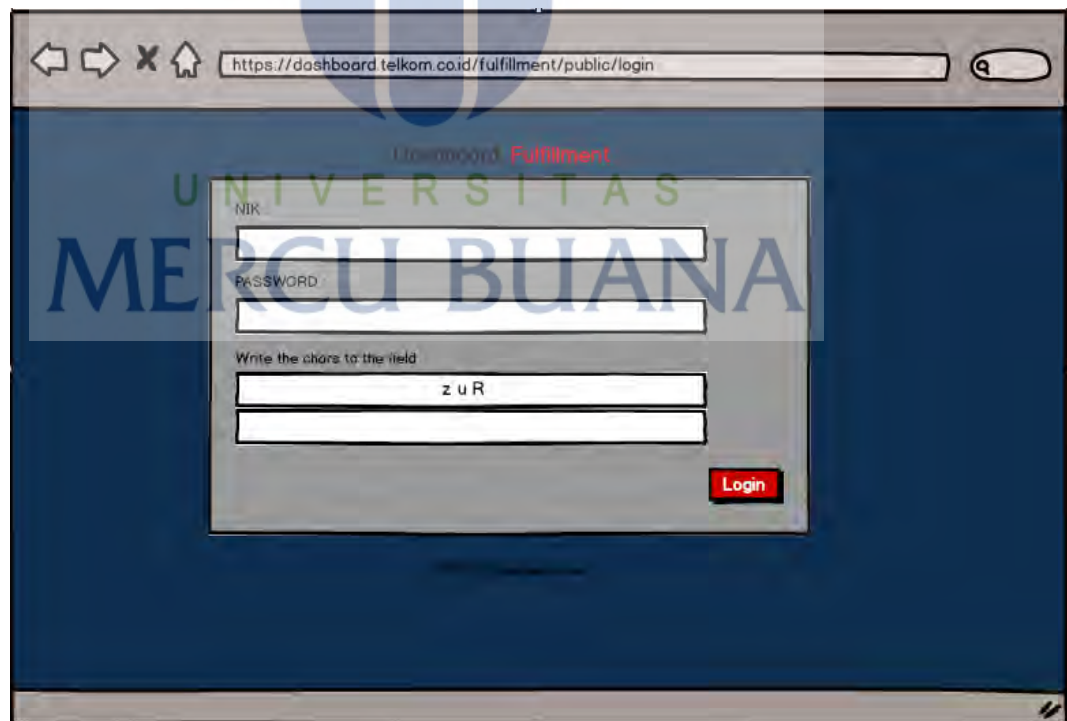 https://dashboard.telkom.co.id/fulfillment/public/login
Dashboard Fulfillment
UNIVERSITAS
NIK
MERCU BUANA
PASSWORD
Write the chars to the field
z u R
Login